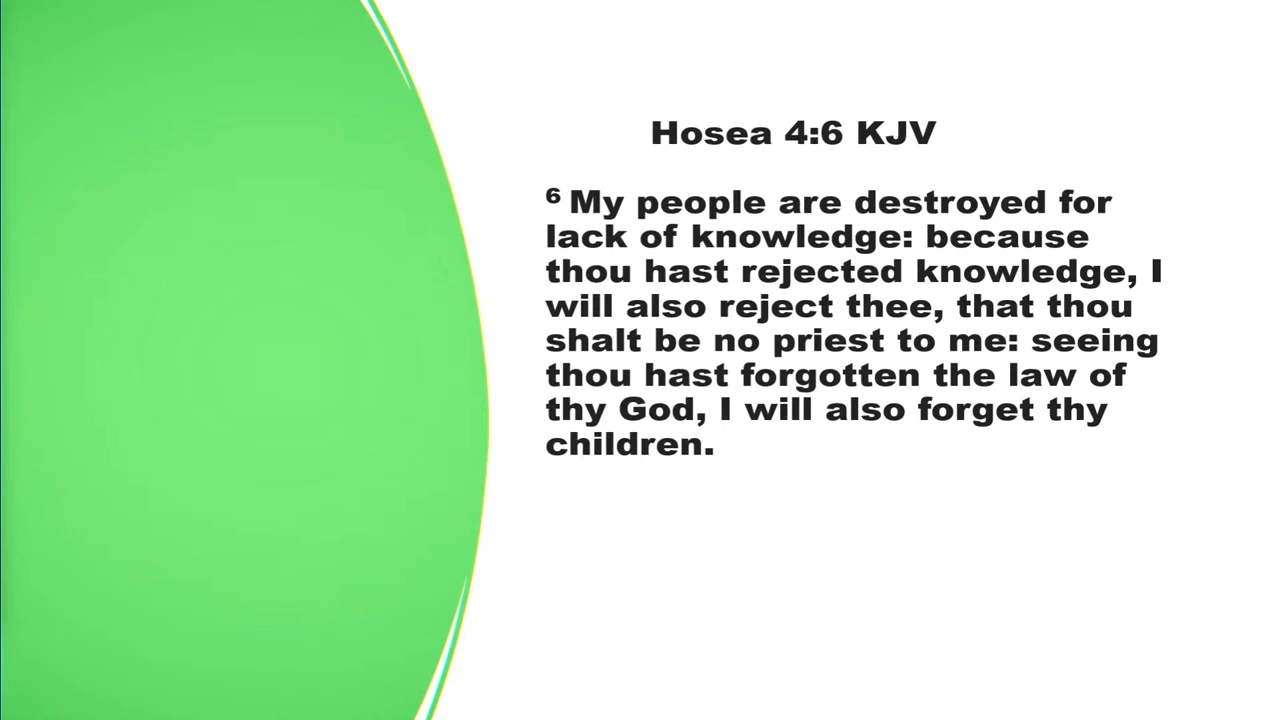 Hosea 4:6 KJV
6 My people are destroyed for
lack of knowledge: because
thou hast rejected knowledge, I
will also reject thee, that thou
shalt be no priest to me: seeing
thou hast forgotten the law of
thy God, I will also forget thy
children.